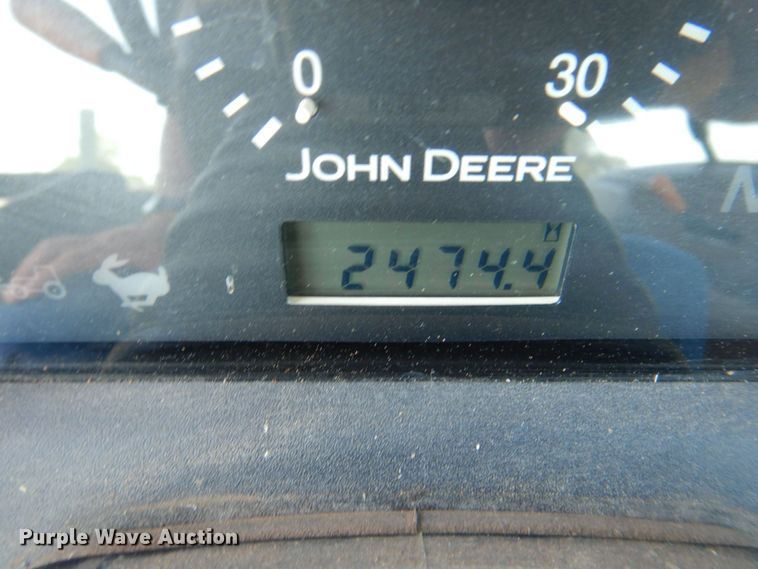 0 30
JOHN DEERE
2474.4
Purple Wave Auction